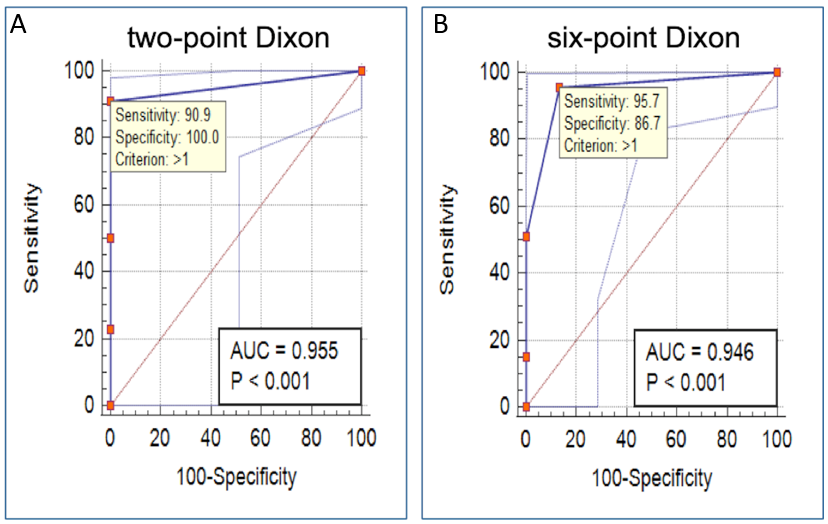 A
two-point Dixon
100
80
60
40
20
0
Sensitivity
Sensitivity: 90.9
Specificity: 100.0
Criterion: >1
AUC = 0.955
P < 0.001
0 20 40 60 80 100
100-Specificity
B
six-point Dixon
100
80
60
40
20
0
Sensitivity
Sensitivity: 95.7
Specificity: 86.7
Criterion: >1
AUC = 0.946
P < 0.001
0 20 40 60 80 100
100-Specificity